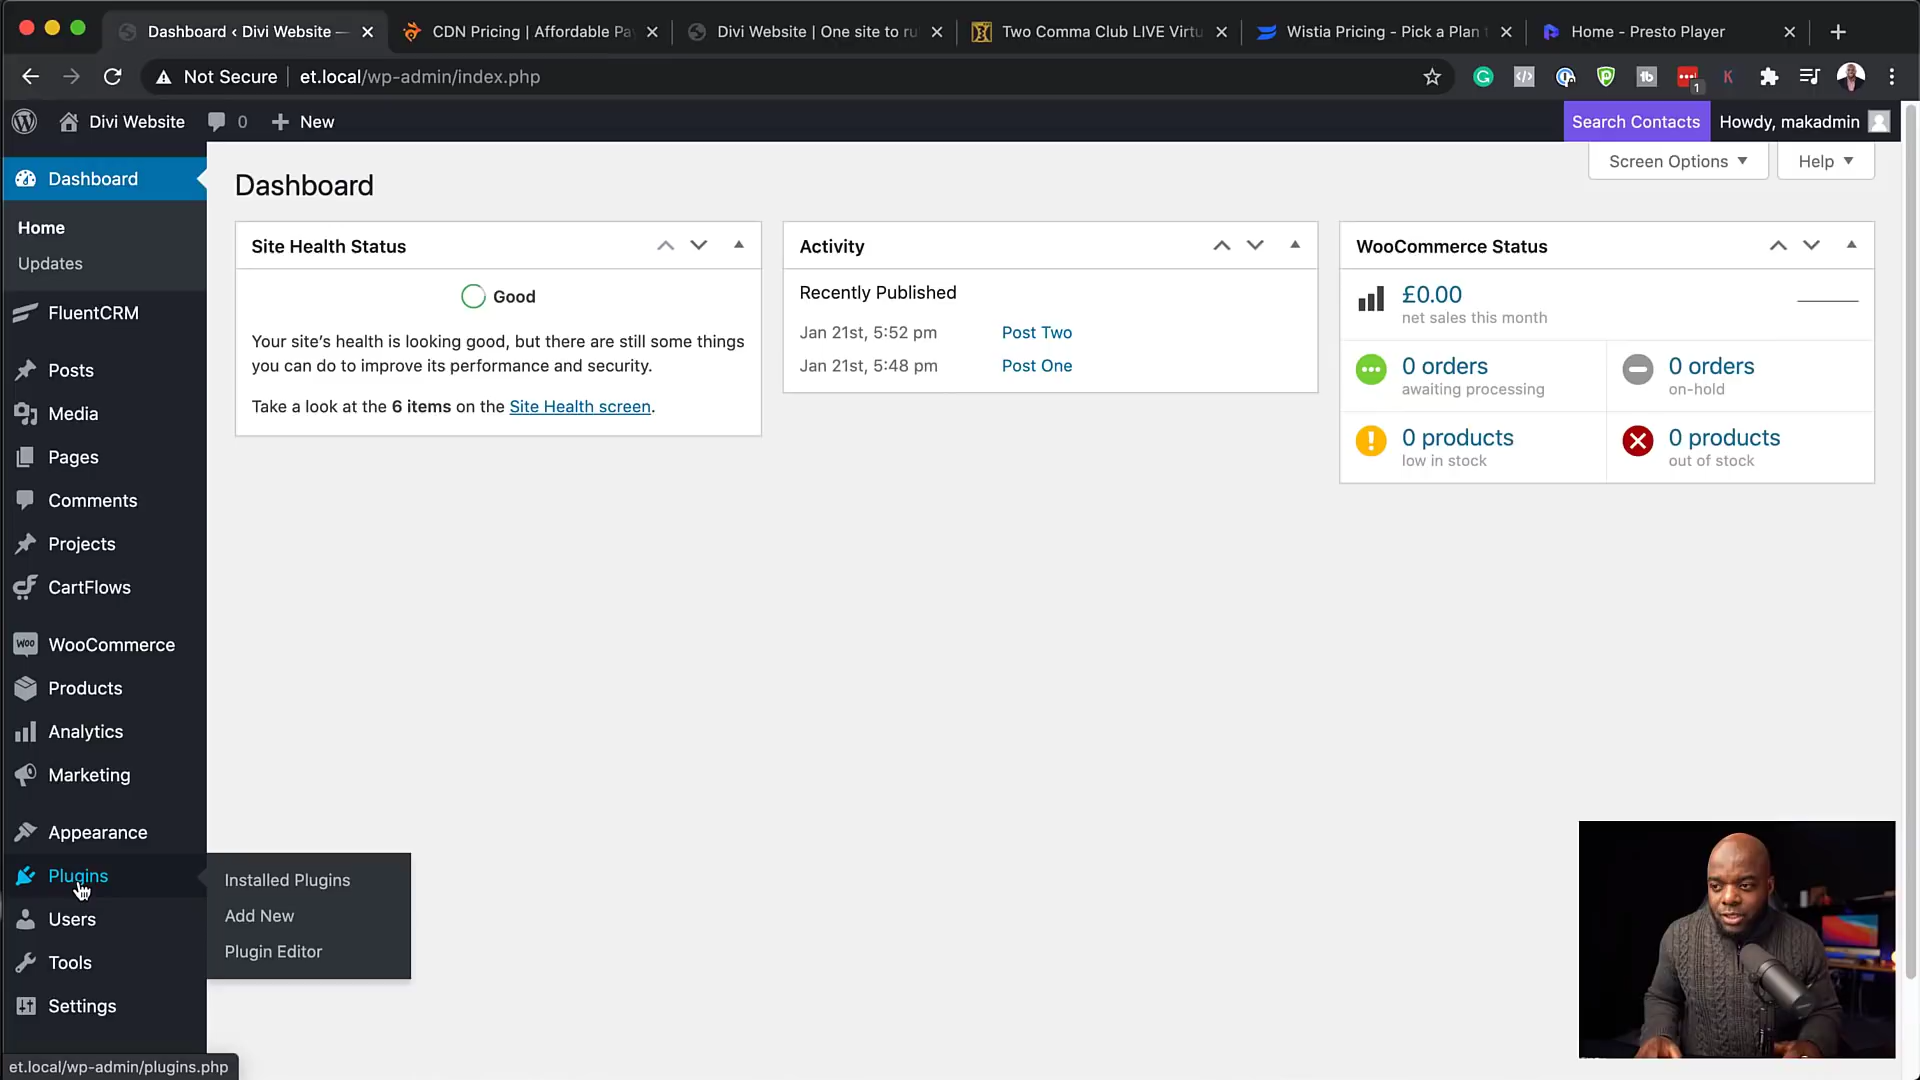 Dashboard ‹ Divi Website —
CDN Pricing | Affordable Pa
Divi Website | One site to ru
Two Comma Club LIVE Virtu
Wistia Pricing - Pick a Plan t
Home - Presto Player
Not Secure
et.local/wp-admin/index.php
1
Divi Website
0
New
Search Contacts
Howdy, makadmin
Screen Options
Help
Dashboard
Home
Updates
FluentCRM
Posts
Media
Pages
Comments
Projects
CartFlows
WooCommerce
Products
Analytics
Marketing
Appearance
Plugins
Users
Tools
Settings
Installed Plugins
Add New
Plugin Editor
Dashboard
Site Health Status
Good
Your site's health is looking good, but there are still some things
you can do to improve its performance and security.
Take a look at the 6 items on the Site Health screen.
Activity
Recently Published
Jan 21st, 5:52 pm Post Two
Jan 21st, 5:48 pm Post One
WooCommerce Status
£0.00
net sales this month
0 orders
awaiting processing
0 orders
on-hold
0 products
low in stock
0 products
out of stock
et.local/wp-admin/plugins.php